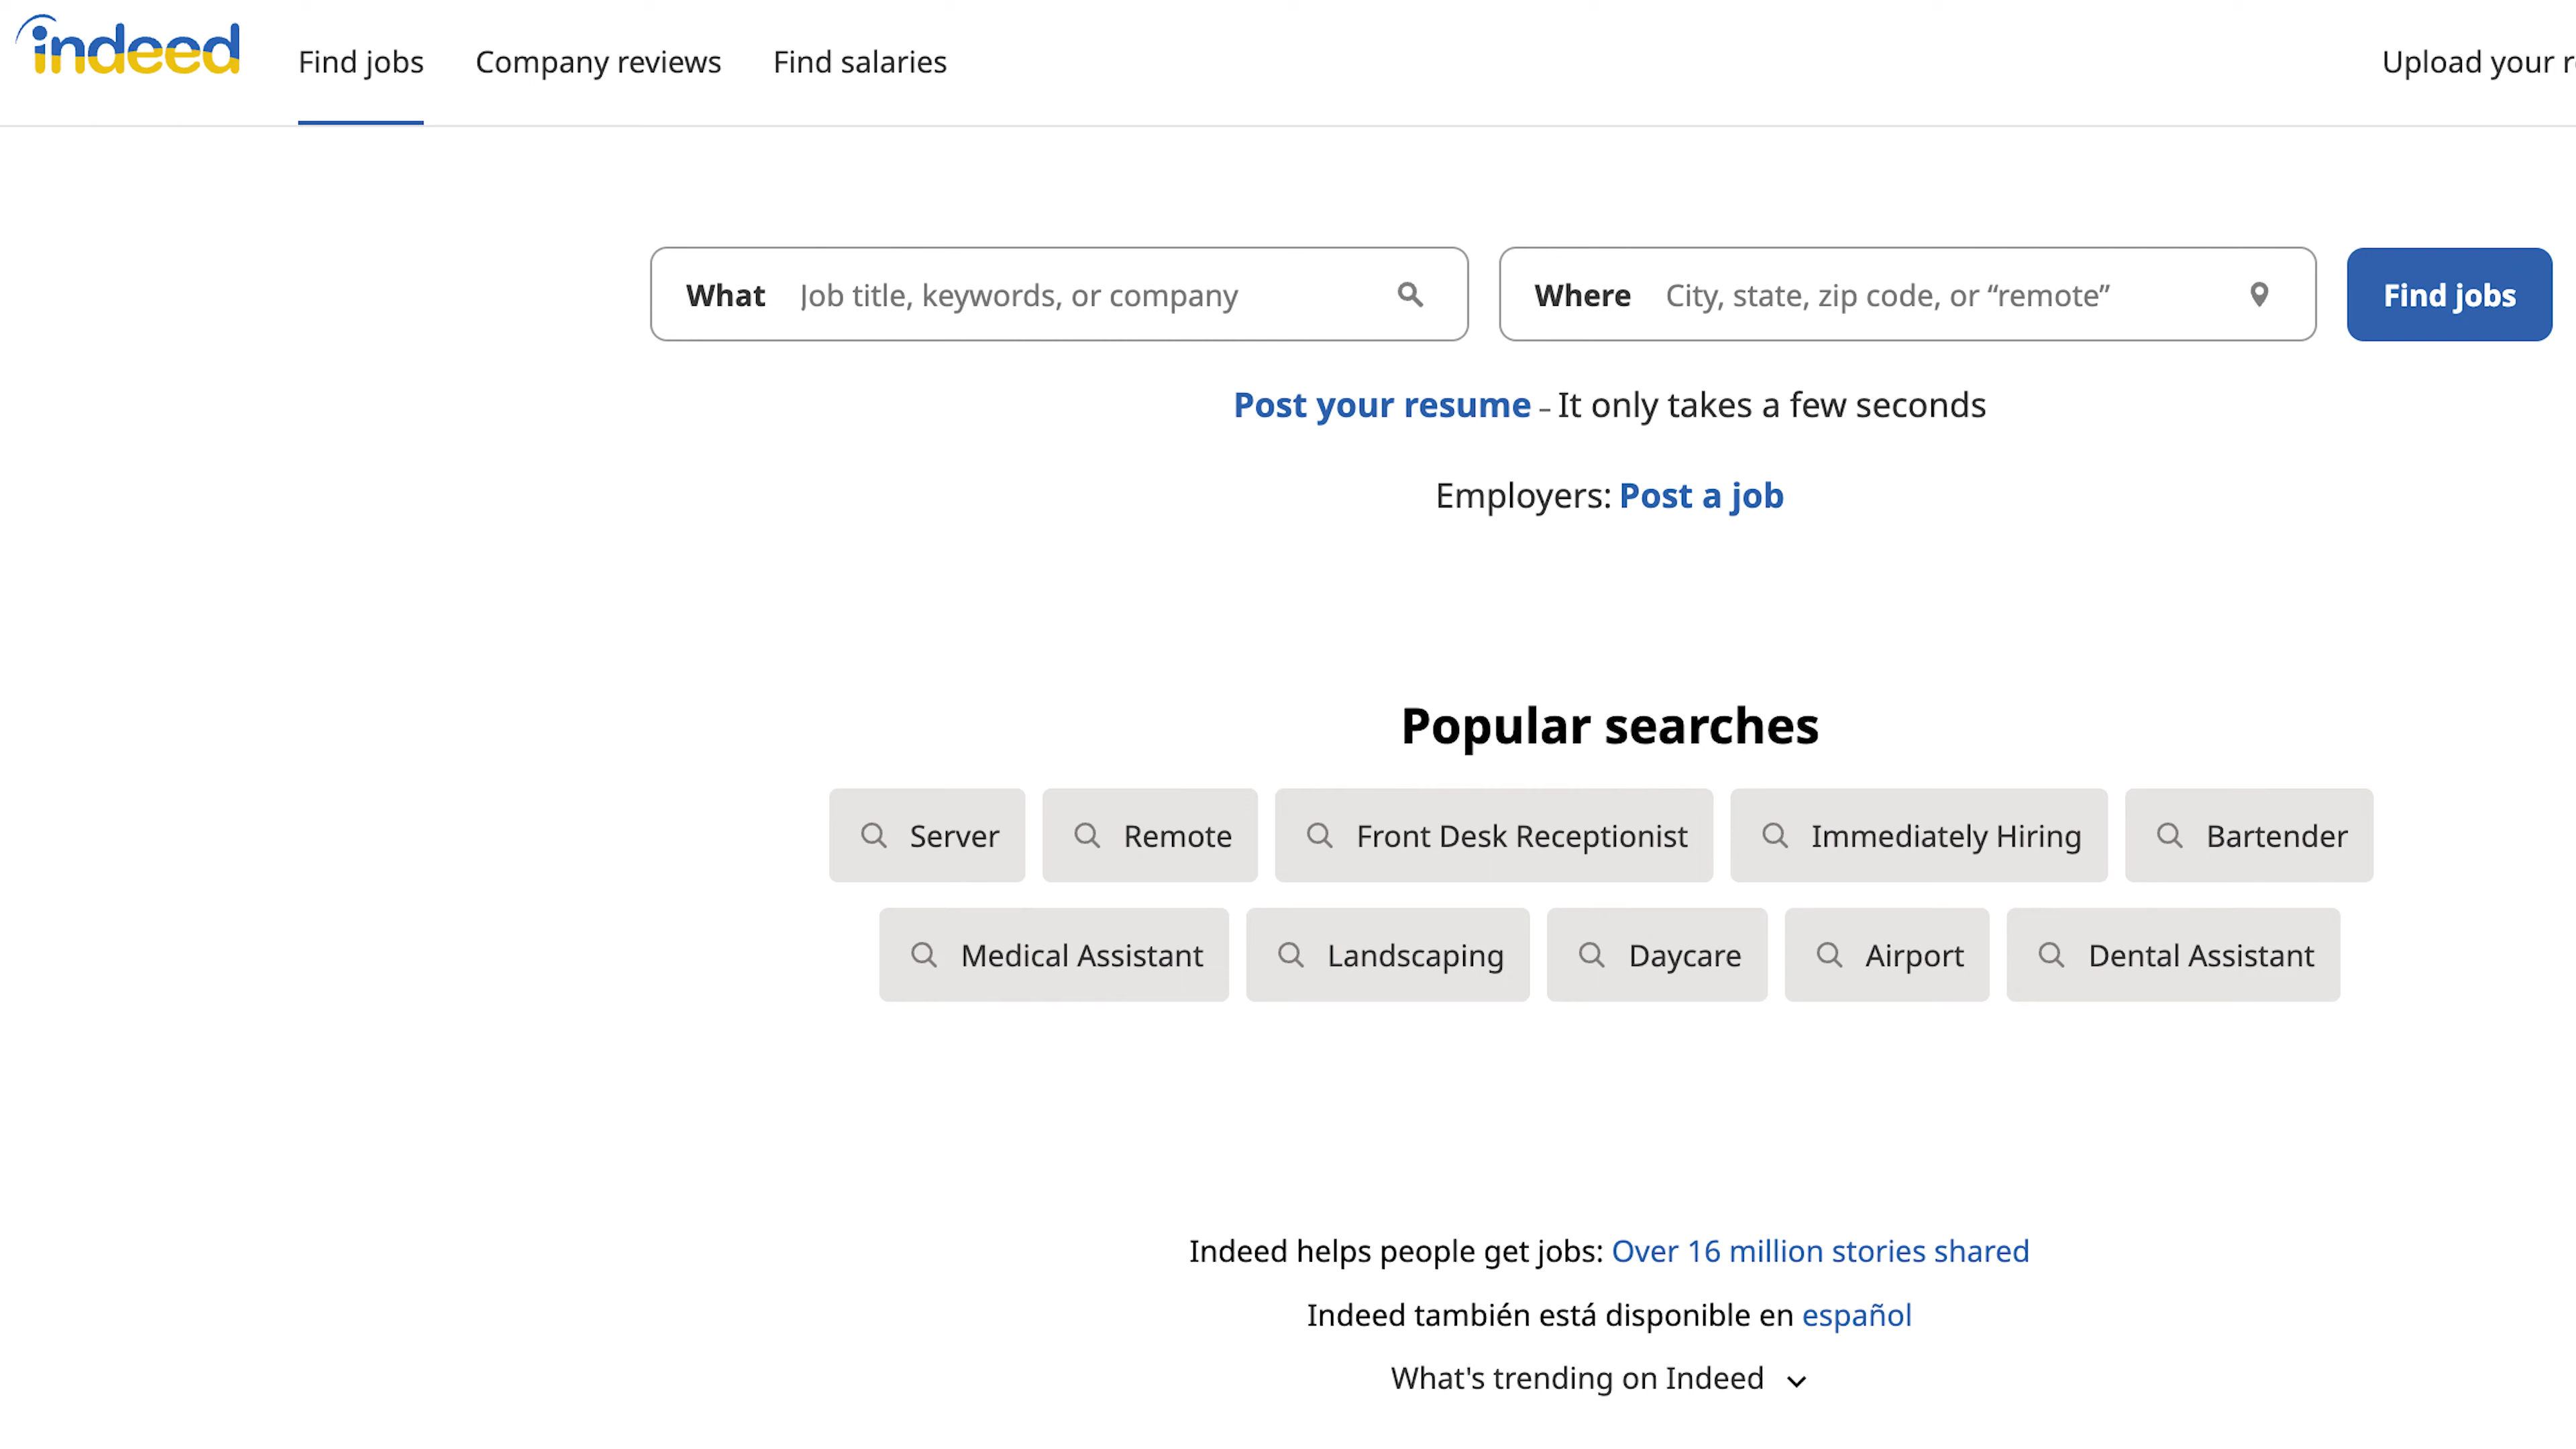 indeed Find jobs Company reviews Find salaries Upload your
What Job title, keywords, or company Where City, state, zip code, or “remote” Find jobs
Post your resume – It only takes a few seconds
Employers: Post a job
Popular searches
Server Remote Front Desk Receptionist Immediately Hiring Bartender
Medical Assistant Landscaping Daycare Airport Dental Assistant
Indeed helps people get jobs: Over 16 million stories shared
Indeed también está disponible en español
What's trending on Indeed